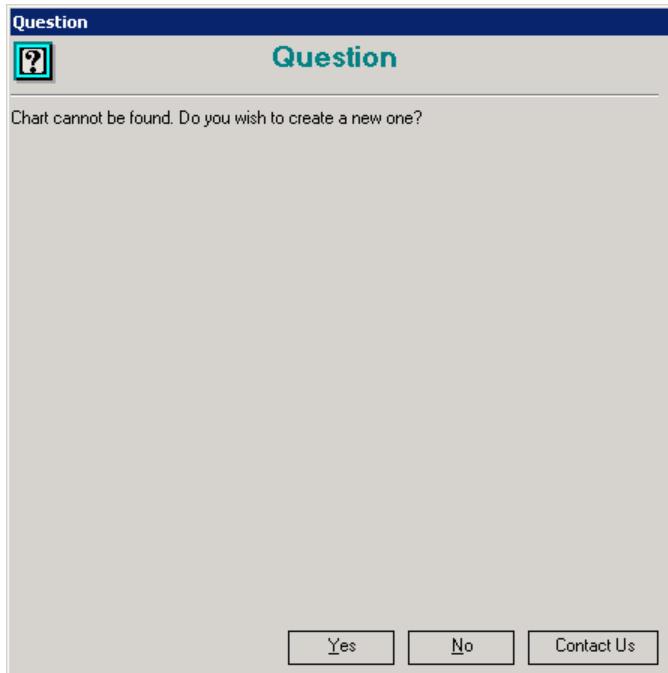 Question
Question
Chart cannot be found. Do you wish to create a new one?
Yes No Contact Us